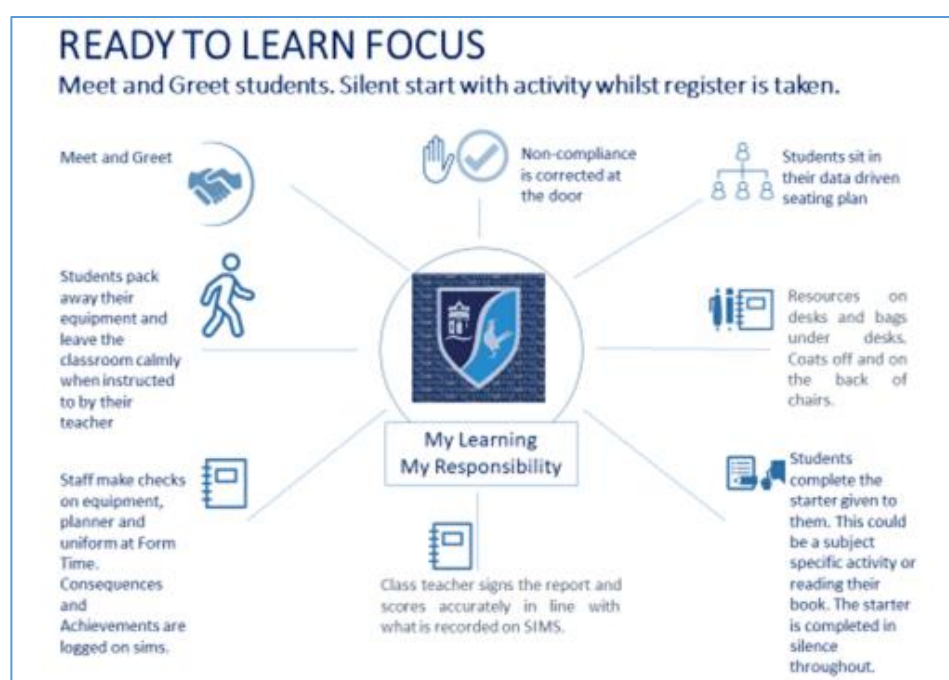 READY TO LEARN FOCUS
Meet and Greet students. Silent start with activity whilst register is taken.
Meet and Greet
Non-compliance
is corrected at
the door
Students sit in
their data driven
seating plan
Students pack
away their
equipment and
leave the
classroom calmly
when instructed
to by their
teacher
Resources on
desks and bags
under desks.
Coats off and on
the back of
chairs.
My Learning
My Responsibility
Staff make checks
on equipment,
planner and
uniform at Form
Time.
Consequences
and
Achievements are
logged on sims.
Class teacher signs the report and
scores accurately in line with
what is recorded on SIMS.
Students
complete the
starter given to
them. This could
be a subject
specific activity or
reading their
book. The starter
is completed in
silence
throughout.